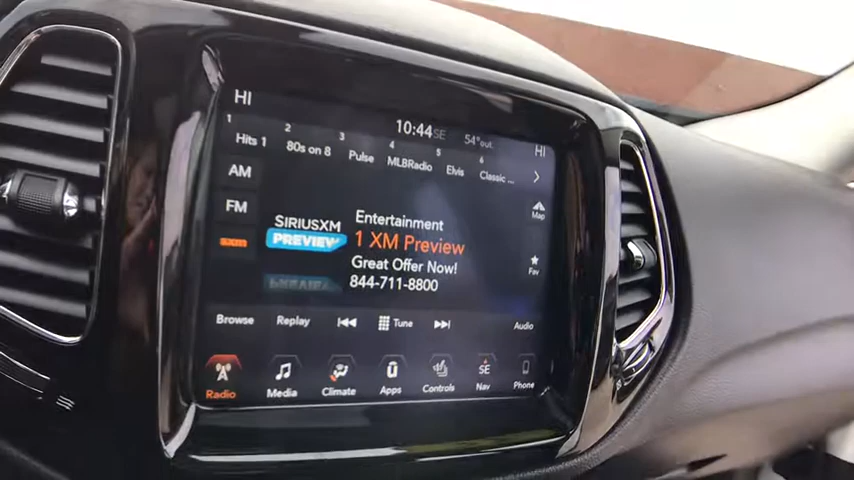 HI 10:44 SE 54°out. HI
1 2 3 4 5 6
Hits 1 80s on 8 Pulse MLBRadio Elvis Classic ...
AM
FM
sxm
SIRIUSXM
PREVIEW
Entertainment
1 XM Preview
Great Offer Now!
844-711-8800
Map
Fav
Browse Replay Tune Audio
Radio Media Climate Apps Controls SE Nav Phone